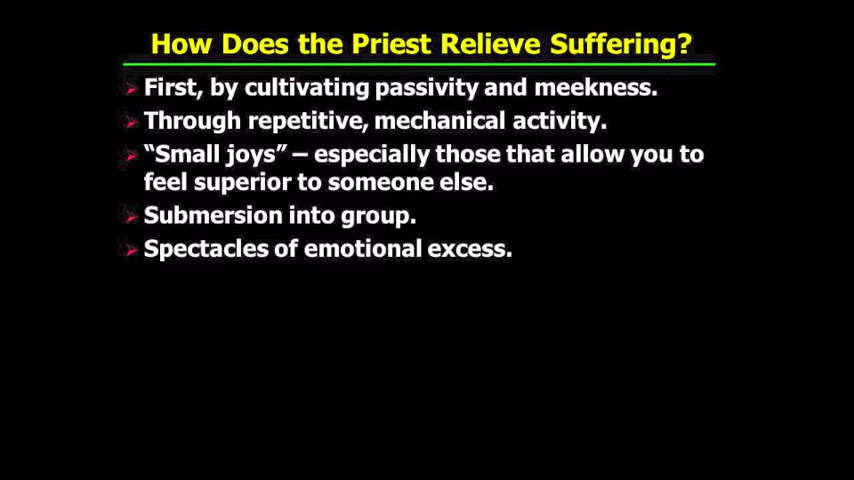 How Does the Priest Relieve Suffering?
First, by cultivating passivity and meekness.
Through repetitive, mechanical activity.
“Small joys” – especially those that allow you to
feel superior to someone else.
Submersion into group.
Spectacles of emotional excess.